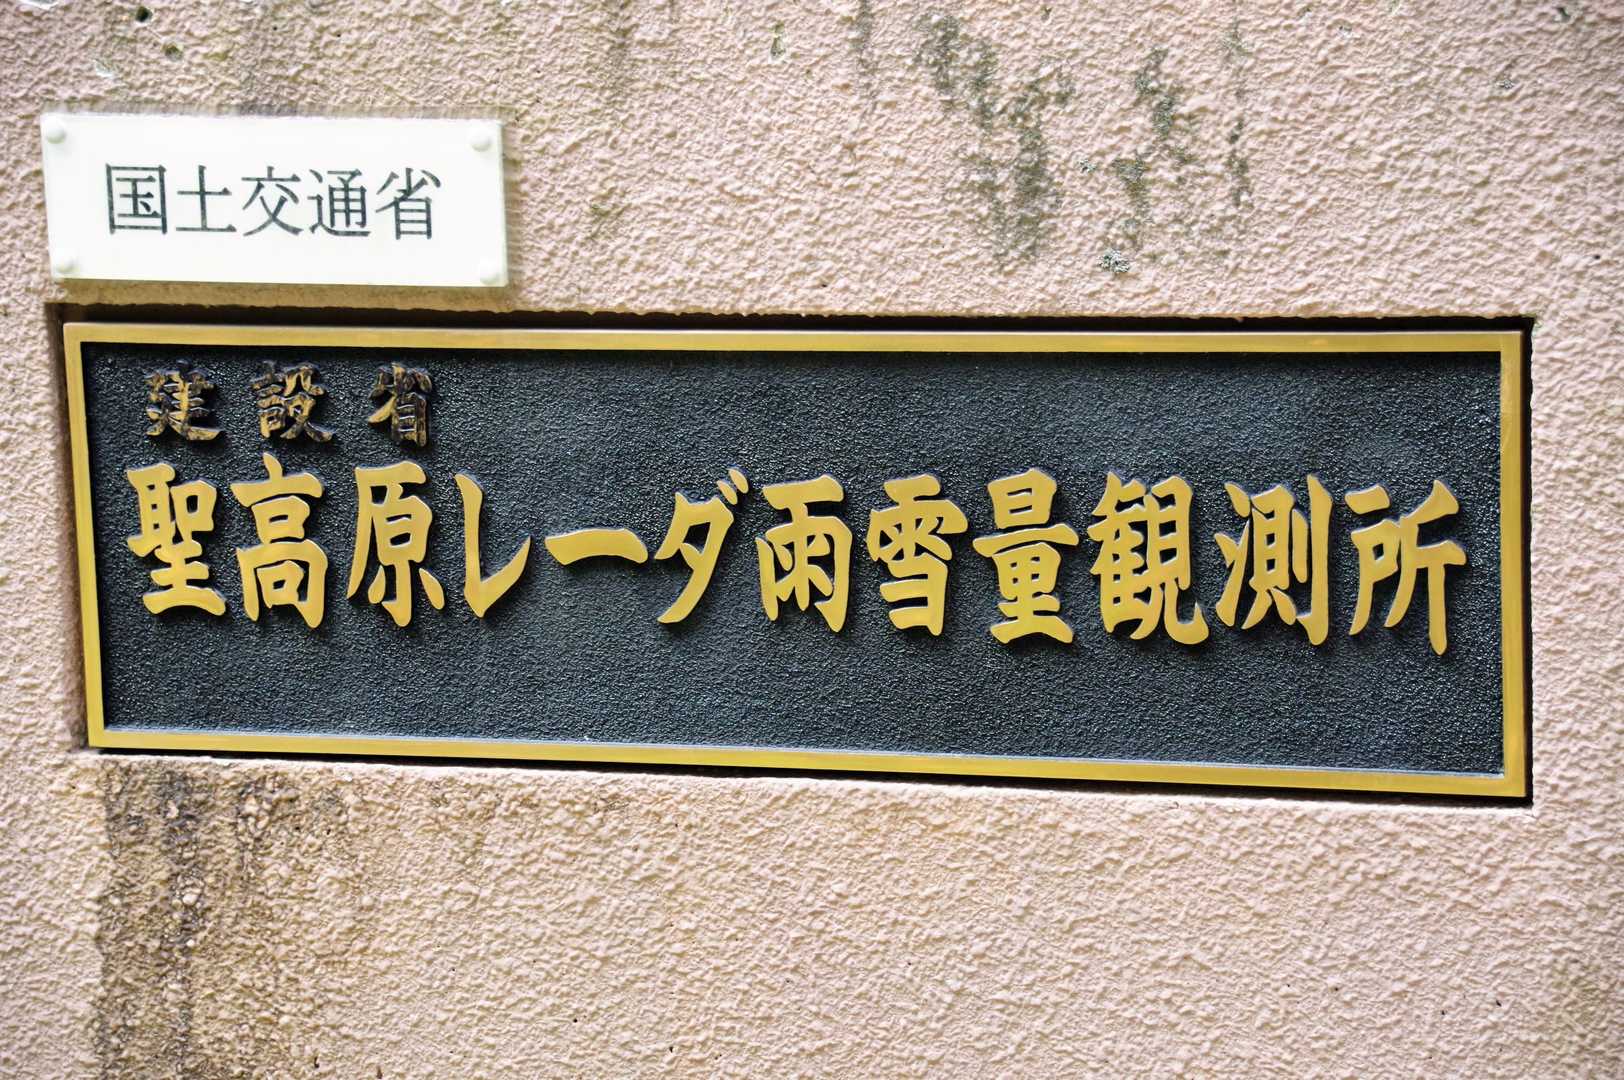 国土交通省
建設省
聖高原レーダ雨雪量観測所